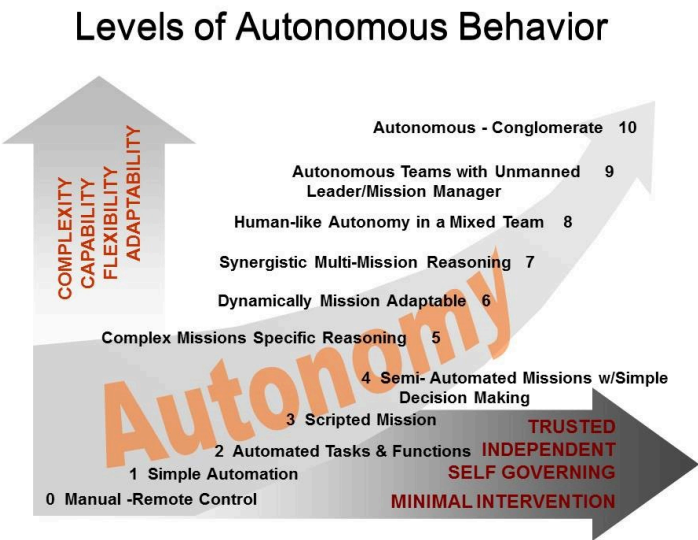 Levels of Autonomous Behavior
COMPLEXITY
CAPABILITY
FLEXIBILITY
ADAPTABILITY
Autonomous - Conglomerate 10
Autonomous Teams with Unmanned 9
Leader/Mission Manager
Human-like Autonomy in a Mixed Team 8
Synergistic Multi-Mission Reasoning 7
Dynamically Mission Adaptable 6
Complex Missions Specific Reasoning 5
Autonomy
4 Semi- Automated Missions w/Simple
Decision Making
3 Scripted Mission
2 Automated Tasks & Functions
1 Simple Automation
0 Manual -Remote Control
TRUSTED
INDEPENDENT
SELF GOVERNING
MINIMAL INTERVENTION